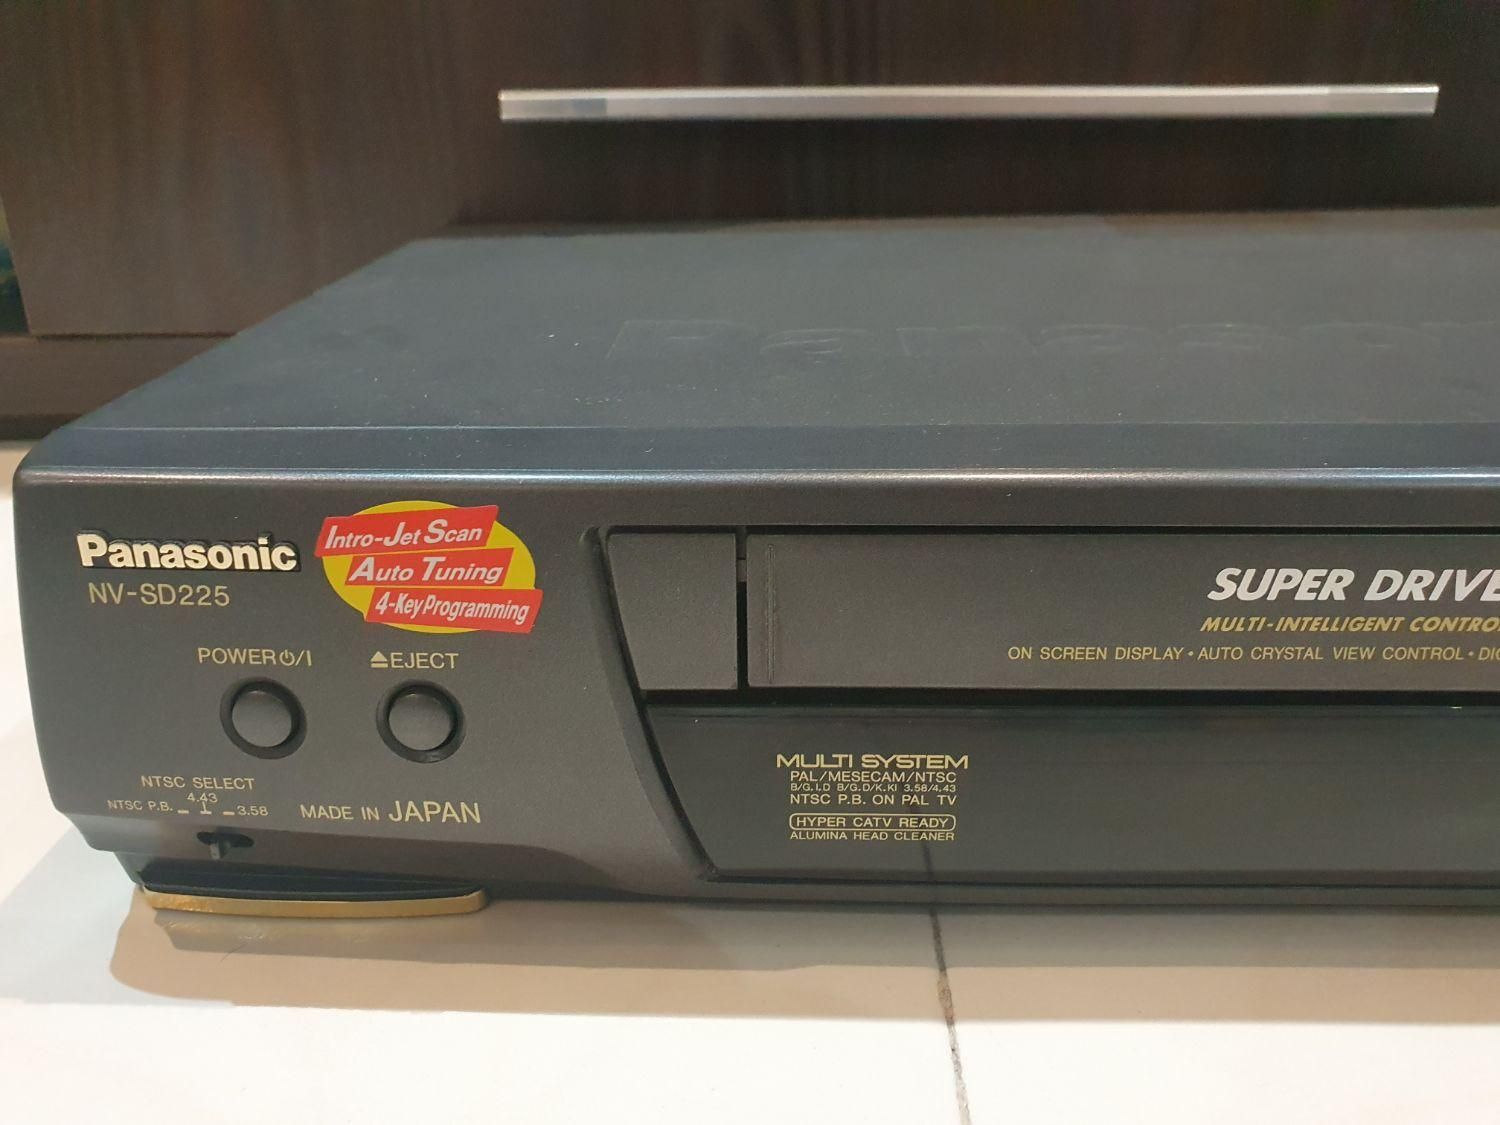 Panasonic
Panasonic
NV-SD225
Intro-Jet Scan
Auto Tuning
4-Key Programming
POWER ⏻/I
⏏EJECT
NTSC SELECT
4.43
NTSC P.B. 3.58
MADE IN JAPAN
SUPER DRIVE
MULTI-INTELLIGENT CONTRO
ON SCREEN DISPLAY • AUTO CRYSTAL VIEW CONTROL •
MULTI SYSTEM
PAL/MESECAM/NTSC
B/G.I.D B/G.D/K.KI 3.58/4.43
NTSC P.B. ON PAL TV
HYPER CATV READY
ALUMINA HEAD CLEANER